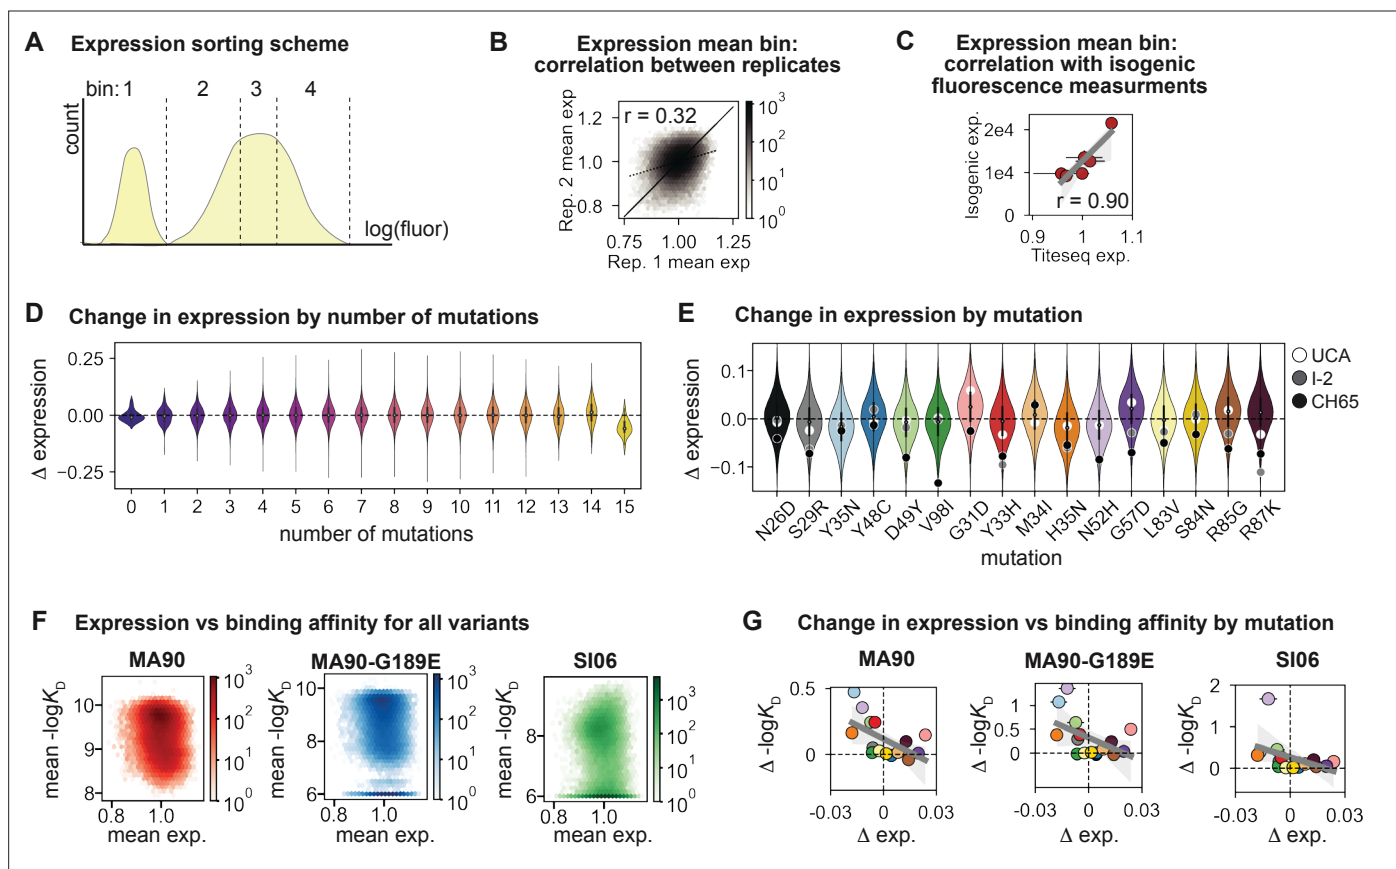 A Expression sorting scheme
bin: 1 2 3 4
count
log(fluor)
B Expression mean bin:
correlation between replicates
Rep. 2 mean exp
1.2
1.0
0.8
r = 0.32
10^3
10^2
10^1
10^0
0.75 1.00 1.25
Rep. 1 mean exp
C Expression mean bin:
correlation with isogenic
fluorescence measurments
Isogenic exp.
2e4
1e4
0
r = 0.90
0.9 1 1.1
Titeseq exp.
D Change in expression by number of mutations
Δ expression
0.25
0.00
−0.25
0 1 2 3 4 5 6 7 8 9 10 11 12 13 14 15
number of mutations
E Change in expression by mutation
Δ expression
0.1
0.0
−0.1
UCA
I-2
CH65
N26D S29R Y35N Y48C D49Y V98I G31D Y33H M34I H35N N52H G57D L83V S84N R85G R87K
mutation
F Expression vs binding affinity for all variants
MA90
mean -logK_D
10
9
8
0.8 1.0
mean exp.
10^3
10^2
10^1
10^0
MA90-G189E
mean -logK_D
10
8
6
0.8 1.0
mean exp.
10^3
10^2
10^1
10^0
SI06
mean -logK_D
8
6
0.8 1.0
mean exp.
10^3
10^2
10^1
10^0
G Change in expression vs binding affinity by mutation
MA90
Δ -logK_D
0.5
0
-0.03 0 0.03
Δ exp.
MA90-G189E
Δ -logK_D
1
0.5
0
-0.03 0 0.03
Δ exp.
SI06
Δ -logK_D
2
1
0
-0.03 0 0.03
Δ exp.